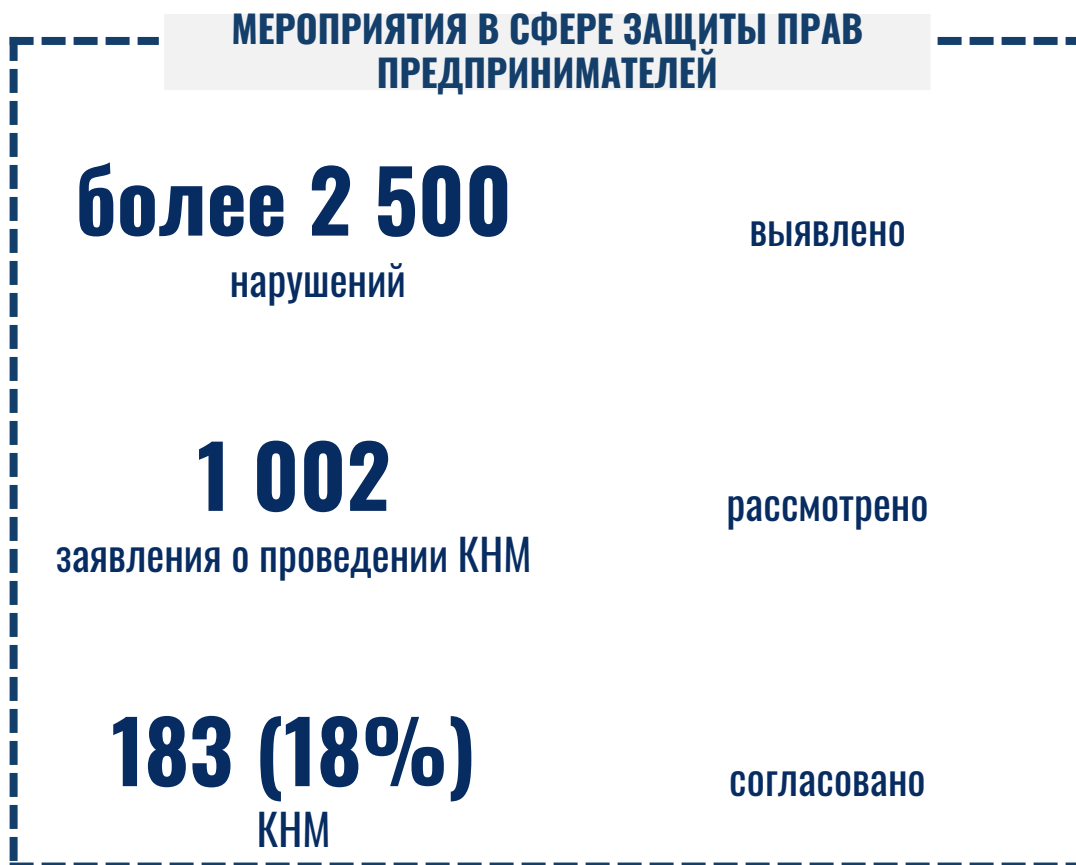 МЕРОПРИЯТИЯ В СФЕРЕ ЗАЩИТЫ ПРАВ
ПРЕДПРИНИМАТЕЛЕЙ
более 2 500
нарушений
выявлено
1 002
заявления о проведении КНМ
рассмотрено
183 (18%)
КНМ
согласовано